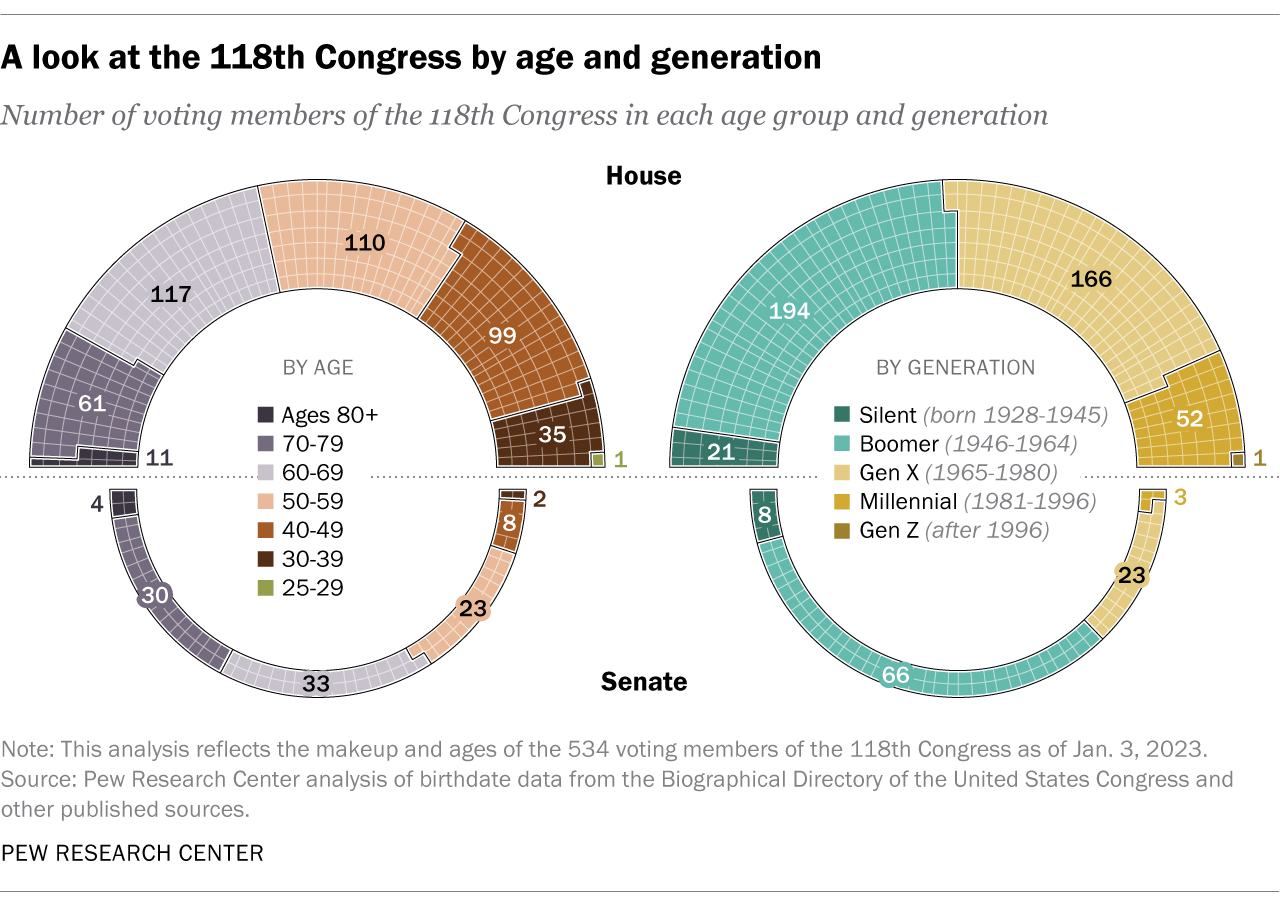 A look at the 118th Congress by age and generation
Number of voting members of the 118th Congress in each age group and generation
House
117
110
99
61
35
11
1
BY AGE
Ages 80+
70-79
60-69
50-59
40-49
30-39
25-29
4
30
33
23
8
2
194
166
52
21
1
BY GENERATION
Silent (born 1928-1945)
Boomer (1946-1964)
Gen X (1965-1980)
Millennial (1981-1996)
Gen Z (after 1996)
8
66
23
3
Senate
Note: This analysis reflects the makeup and ages of the 534 voting members of the 118th Congress as of Jan. 3, 2023.
Source: Pew Research Center analysis of birthdate data from the Biographical Directory of the United States Congress and
other published sources.
PEW RESEARCH CENTER